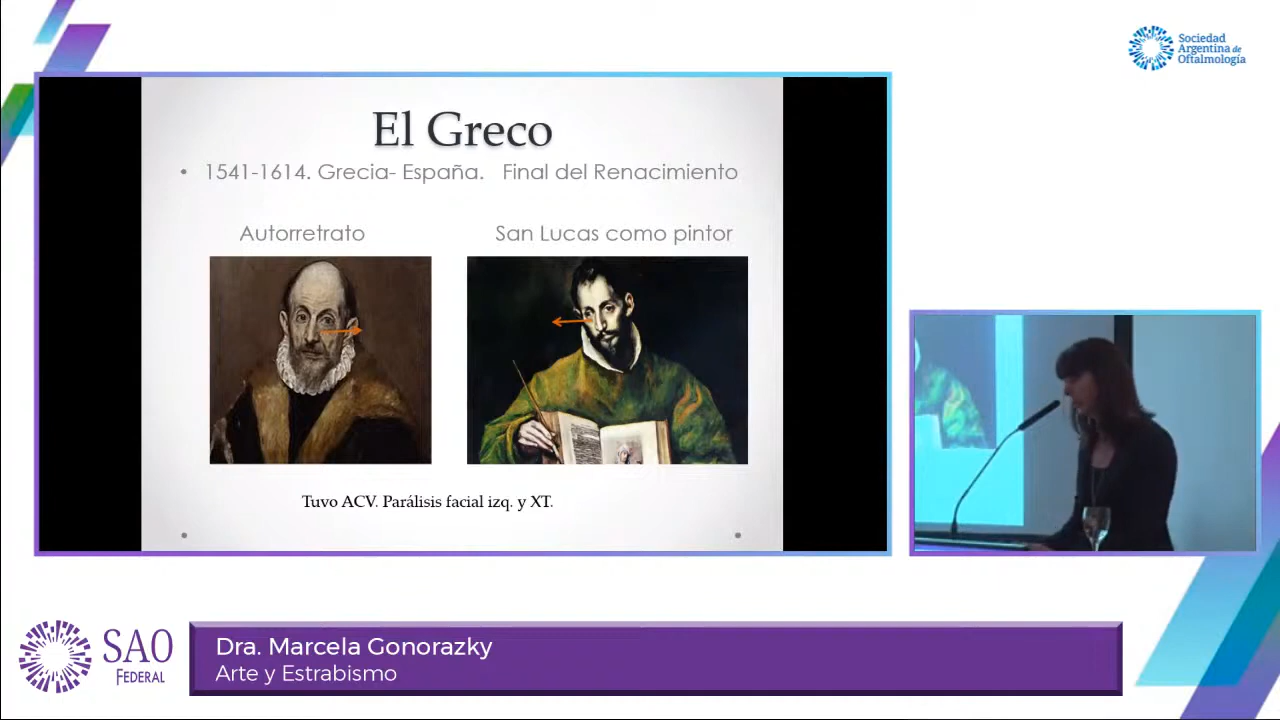 Sociedad
Argentina de
Oftalmología
El Greco
• 1541-1614. Grecia- España. Final del Renacimiento
Autorretrato
San Lucas como pintor
Tuvo ACV. Parálisis facial izq. y XT.
SAO
FEDERAL
Dra. Marcela Gonorazky
Arte y Estrabismo